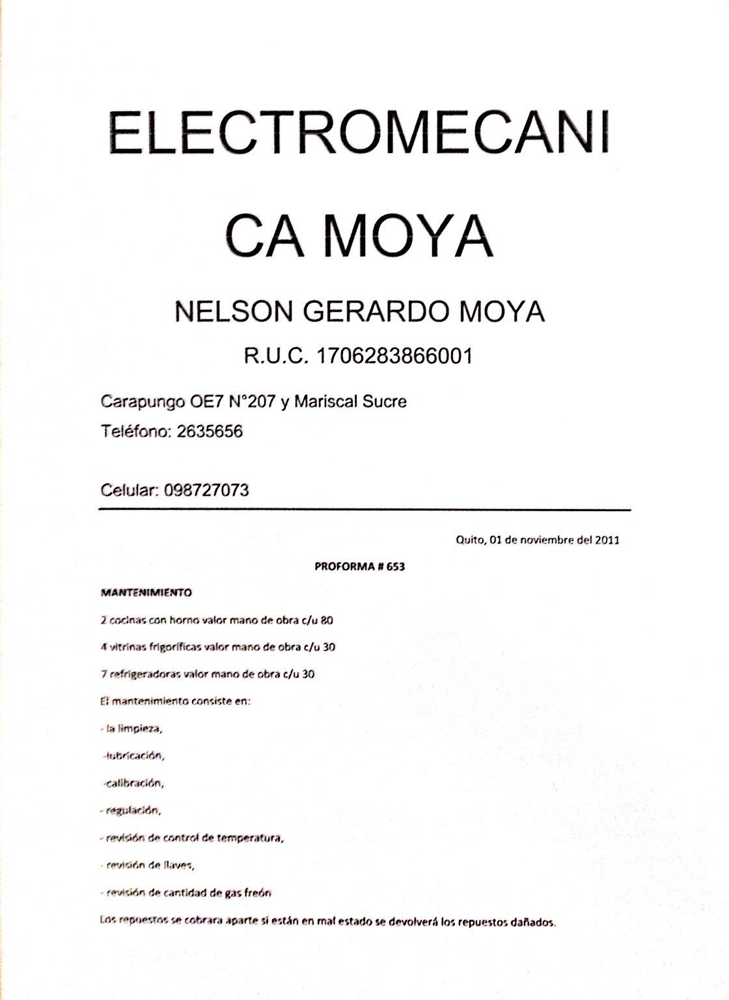 ELECTROMECANI
CA MOYA
NELSON GERARDO MOYA
R.U.C. 1706283866001
Carapungo OE7 N°207 y Mariscal Sucre
Teléfono: 2635656
Celular: 098727073
Quito, 01 de noviembre del 2011
PROFORMA # 653
MANTENIMIENTO
2 cocinas con horno valor mano de obra c/u 80
4 vitrinas frigoríficas valor mano de obra c/u 30
7 refrigeradoras valor mano de obra c/u 30
El mantenimiento consiste en:
- la limpieza,
-lubricación,
-calibración,
- regulación,
- revisión de control de temperatura,
- revisión de llaves,
- revisión de cantidad de gas freón
Los repuestos se cobrara aparte si están en mal estado se devolverá los repuestos dañados.